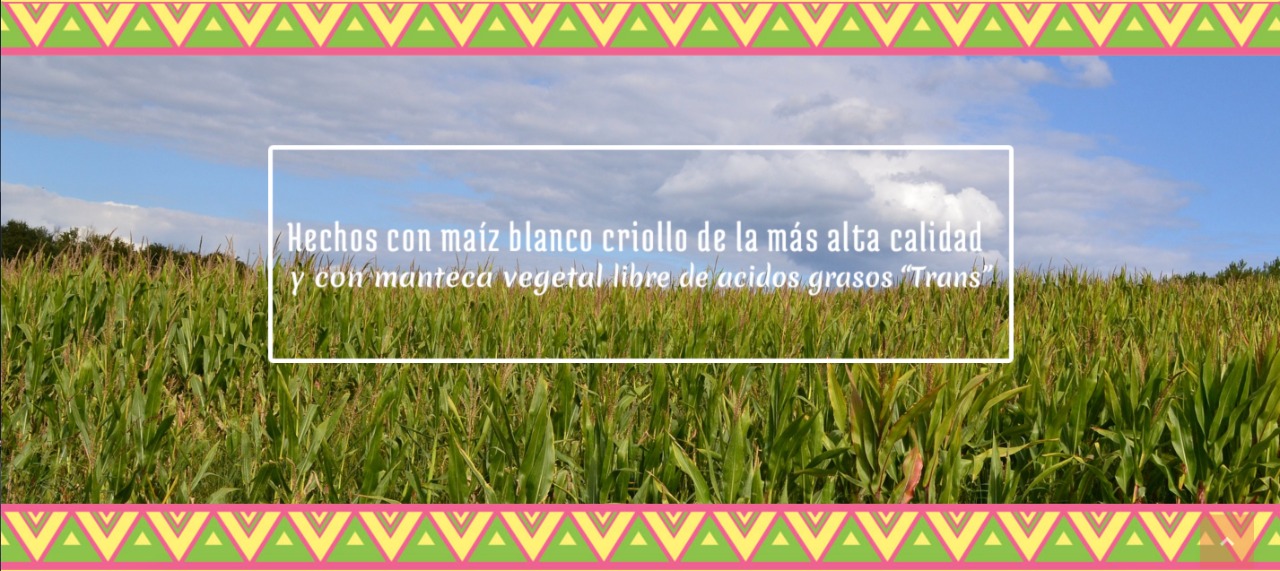 Hechos con maíz blanco criollo de la más alta calidad
y con manteca vegetal libre de acidos grasos “Trans”